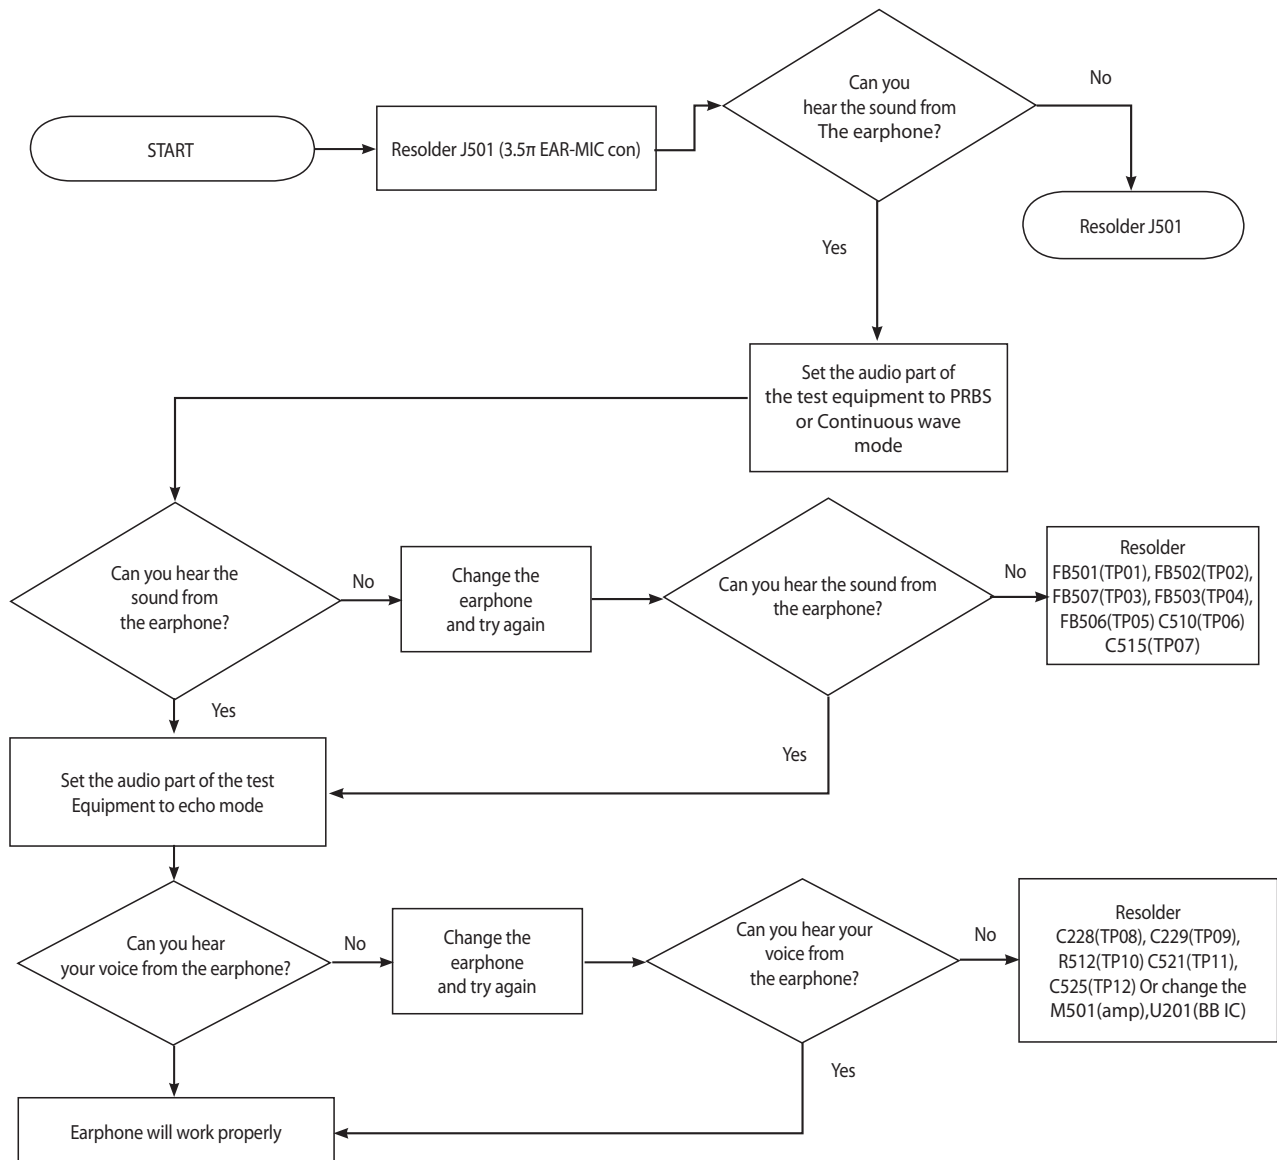 START
Resolder J501 (3.5π EAR-MIC con)
Can you
hear the sound from
The earphone?
No
Resolder J501
Yes
Set the audio part of
the test equipment to PRBS
or Continuous wave
mode
Can you hear the
sound from
the earphone?
No
Change the
earphone
and try again
Can you hear the sound from
the earphone?
No
Resolder
FB501(TP01), FB502(TP02),
FB507(TP03), FB503(TP04),
FB506(TP05) C510(TP06)
C515(TP07)
Yes
Yes
Set the audio part of the test
Equipment to echo mode
Can you hear
your voice from the earphone?
No
Change the
earphone
and try again
Can you hear your
voice from
the earphone?
No
Resolder
C228(TP08), C229(TP09),
R512(TP10) C521(TP11),
C525(TP12) Or change the
M501(amp),U201(BB IC)
Yes
Earphone will work properly